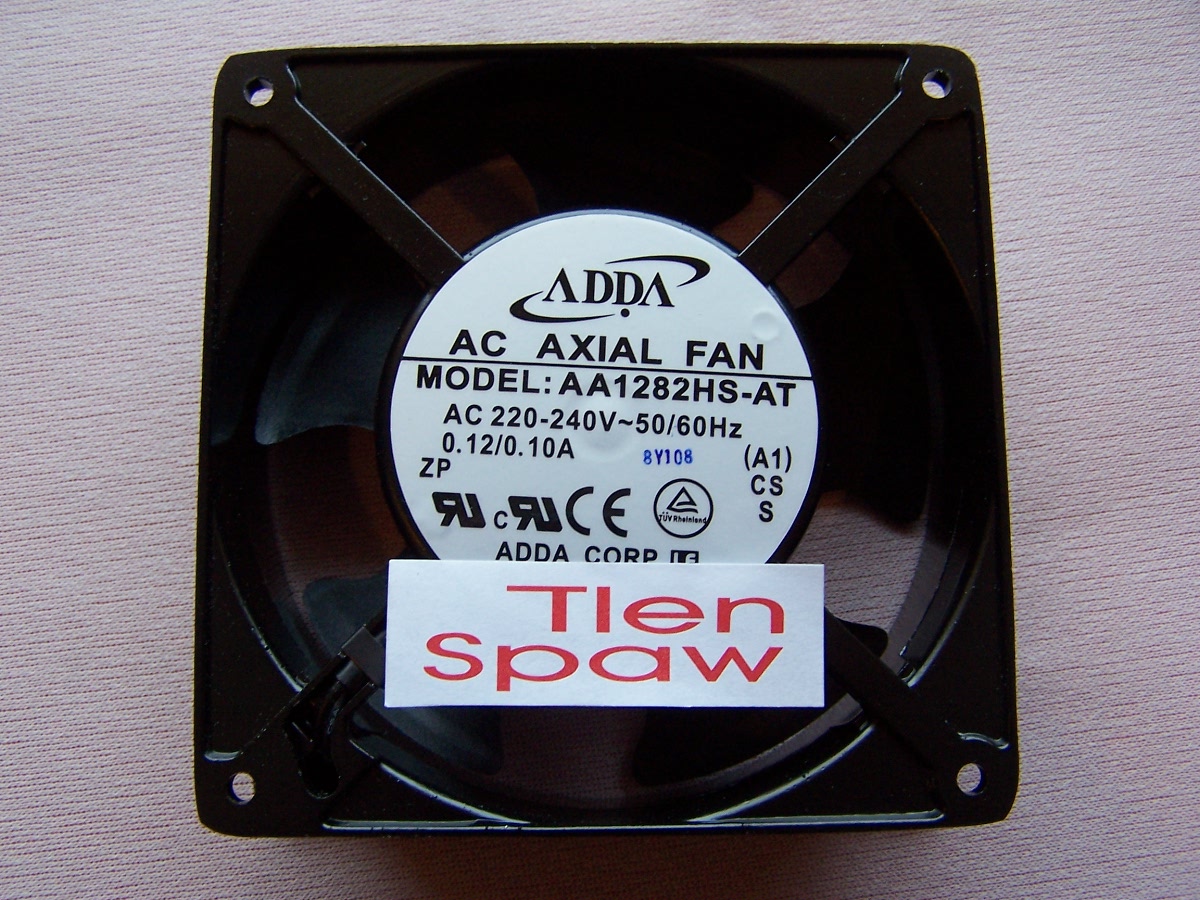 ADDA
AC AXIAL FAN
MODEL: AA1282HS-AT
AC 220-240V~50/60Hz
0.12/0.10A
8Y108
(A1)
ZP
CS
S
c
CE
TÜV Rheinland
ADDA CORP
Tlen
Spaw